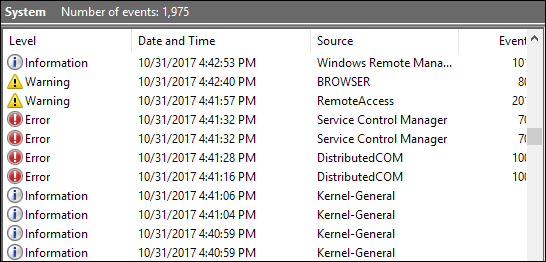 System Number of events: 1,975
Level Date and Time Source Event
Information 10/31/2017 4:42:53 PM Windows Remote Mana... 101
Warning 10/31/2017 4:42:40 PM BROWSER 80
Warning 10/31/2017 4:41:57 PM RemoteAccess 201
Error 10/31/2017 4:41:32 PM Service Control Manager 70
Error 10/31/2017 4:41:32 PM Service Control Manager 70
Error 10/31/2017 4:41:28 PM DistributedCOM 100
Error 10/31/2017 4:41:16 PM DistributedCOM 100
Information 10/31/2017 4:41:06 PM Kernel-General
Information 10/31/2017 4:41:04 PM Kernel-General
Information 10/31/2017 4:40:59 PM Kernel-General
Information 10/31/2017 4:40:59 PM Kernel-General